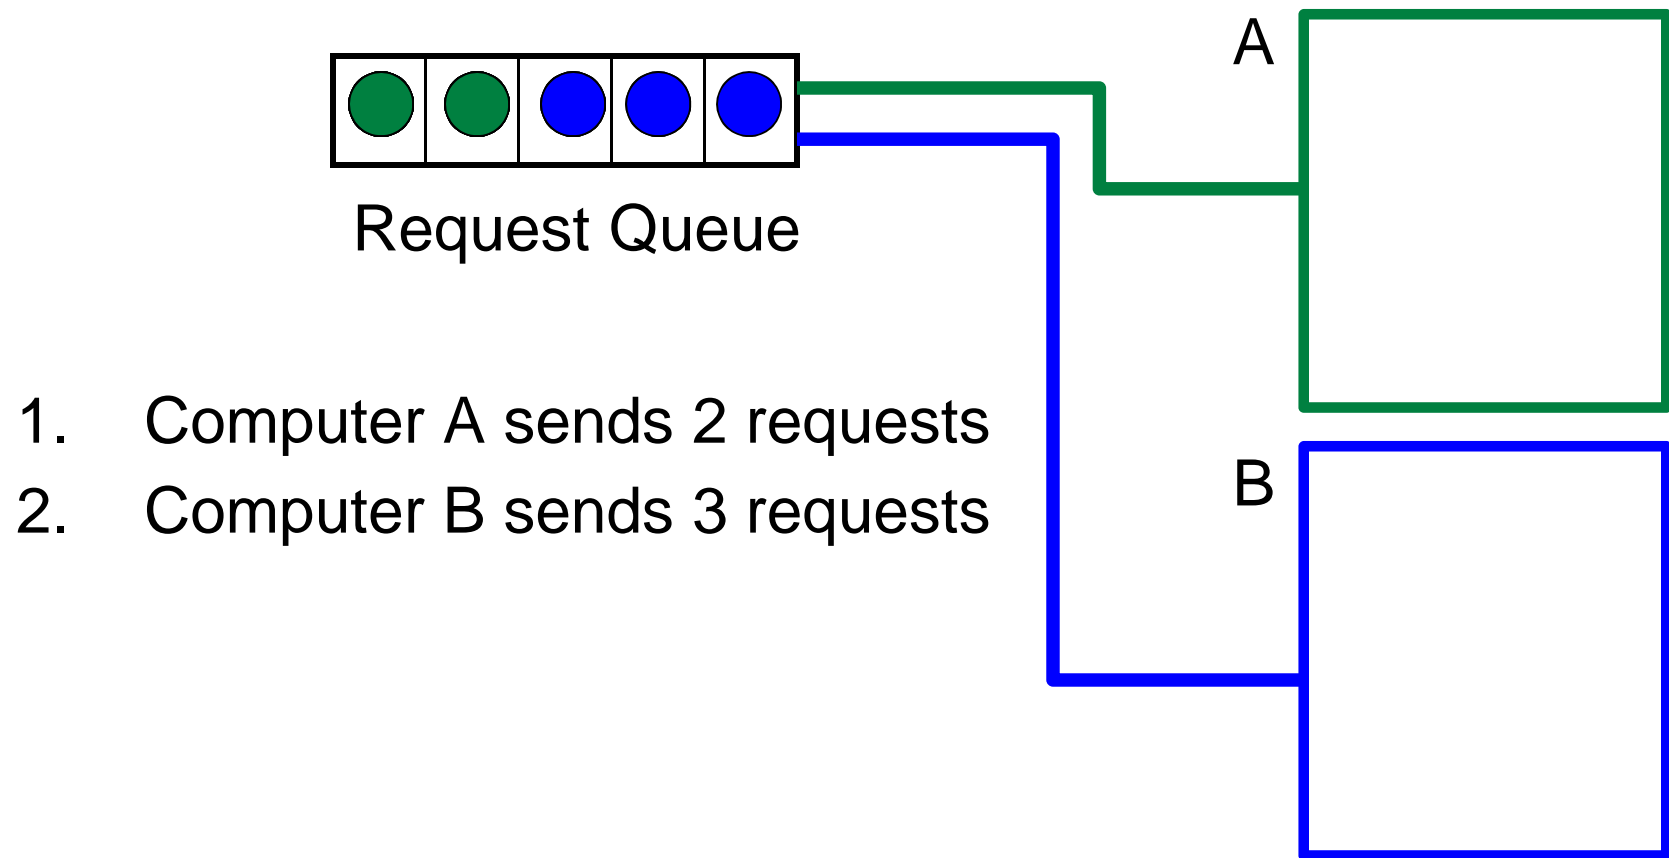 A
Request Queue
1. Computer A sends 2 requests
B
2. Computer B sends 3 requests